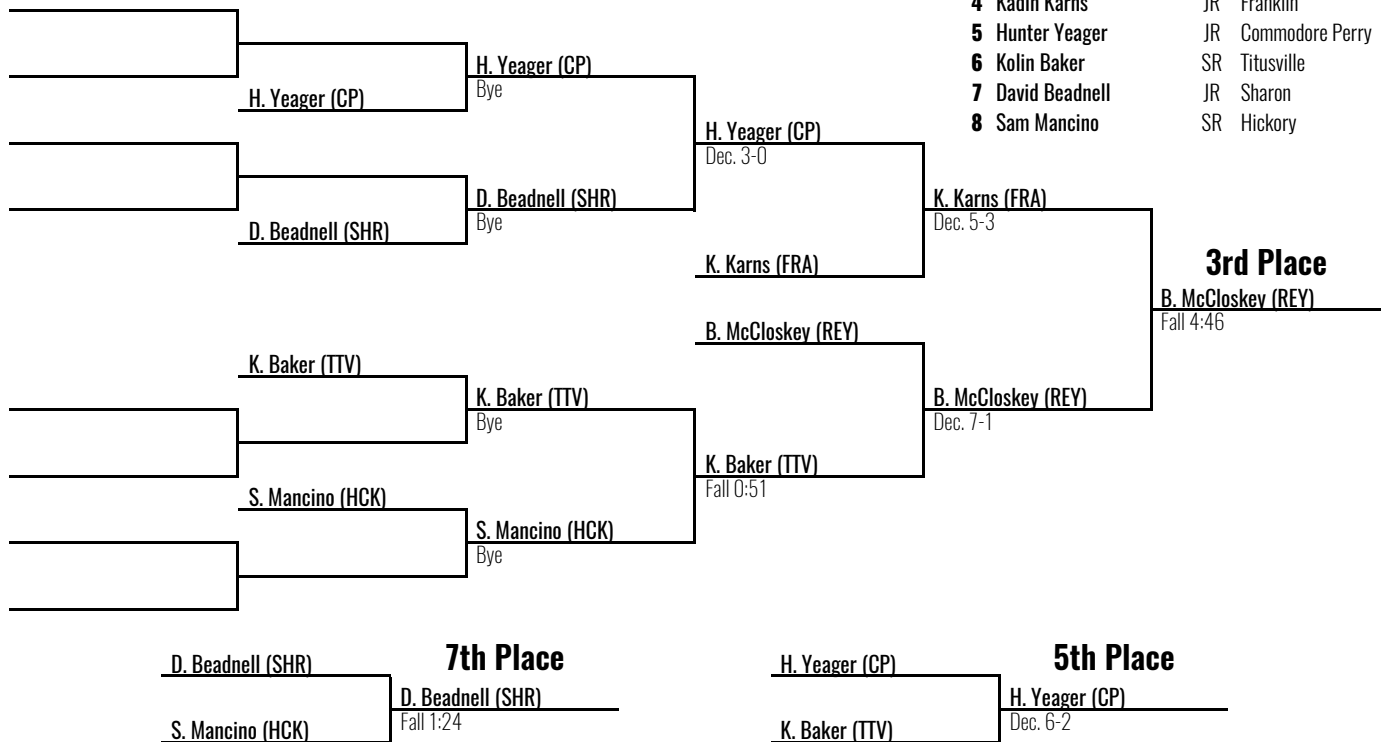 4 Kadin Karns JR Franklin
5 Hunter Yeager JR Commodore Perry
6 Kolin Baker SR Titusville
7 David Beadnell JR Sharon
8 Sam Mancino SR Hickory
H. Yeager (CP)
H. Yeager (CP)
Bye
H. Yeager (CP)
Dec. 3-0
D. Beadnell (SHR)
D. Beadnell (SHR)
Bye
K. Karns (FRA)
K. Karns (FRA)
Dec. 5-3
3rd Place
B. McCloskey (REY)
Fall 4:46
B. McCloskey (REY)
K. Baker (TTV)
K. Baker (TTV)
Bye
B. McCloskey (REY)
Dec. 7-1
K. Baker (TTV)
Fall 0:51
S. Mancino (HCK)
S. Mancino (HCK)
Bye
7th Place
D. Beadnell (SHR)
D. Beadnell (SHR)
Fall 1:24
S. Mancino (HCK)
5th Place
H. Yeager (CP)
H. Yeager (CP)
Dec. 6-2
K. Baker (TTV)